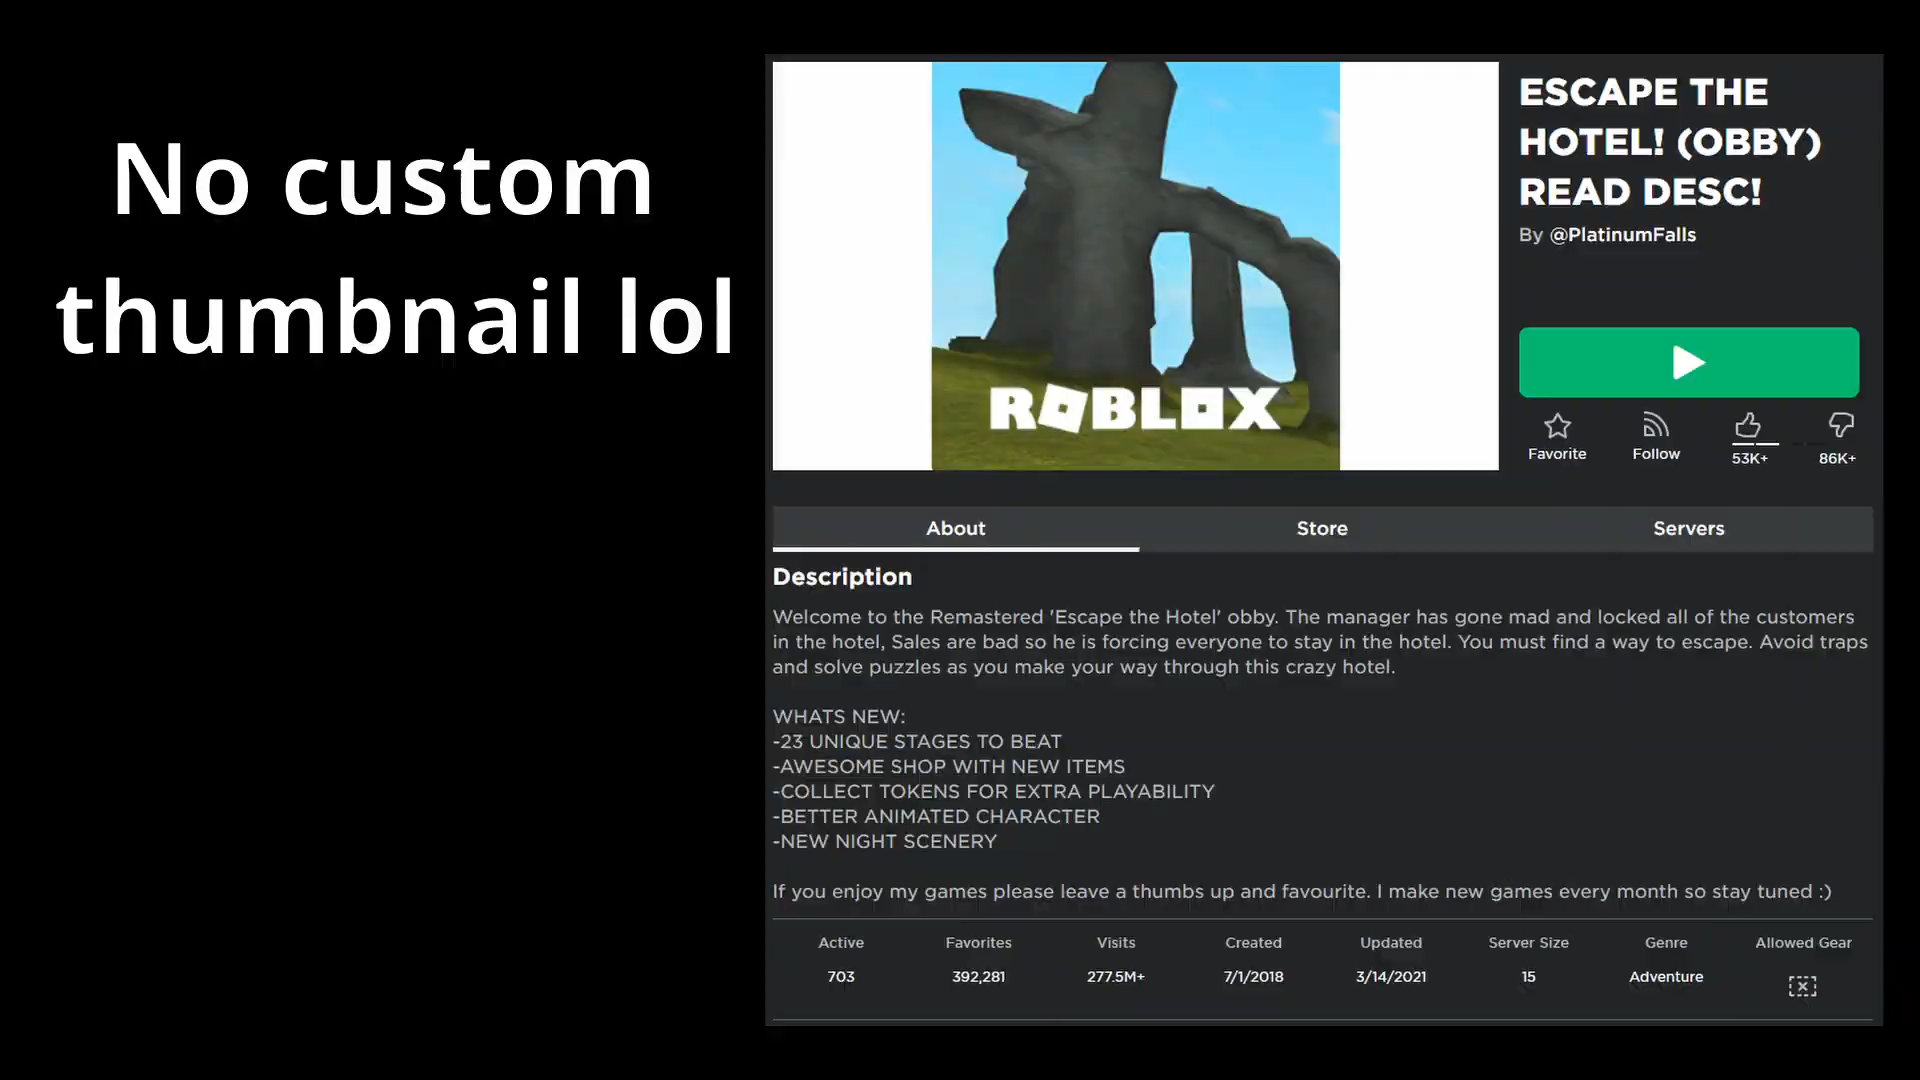 No custom
thumbnail lol
ROBLOX
ESCAPE THE
HOTEL! (OBBY)
READ DESC!
By @PlatinumFalls
Favorite
Follow
53K+
86K+
About
Store
Servers
Description
Welcome to the Remastered 'Escape the Hotel' obby. The manager has gone mad and locked all of the customers
in the hotel, Sales are bad so he is forcing everyone to stay in the hotel. You must find a way to escape. Avoid traps
and solve puzzles as you make your way through this crazy hotel.
WHATS NEW:
-23 UNIQUE STAGES TO BEAT
-AWESOME SHOP WITH NEW ITEMS
-COLLECT TOKENS FOR EXTRA PLAYABILITY
-BETTER ANIMATED CHARACTER
-NEW NIGHT SCENERY
If you enjoy my games please leave a thumbs up and favourite. I make new games every month so stay tuned :)
Active
Favorites
Visits
Created
Updated
Server Size
Genre
Allowed Gear
703
392,281
277.5M+
7/1/2018
3/14/2021
15
Adventure